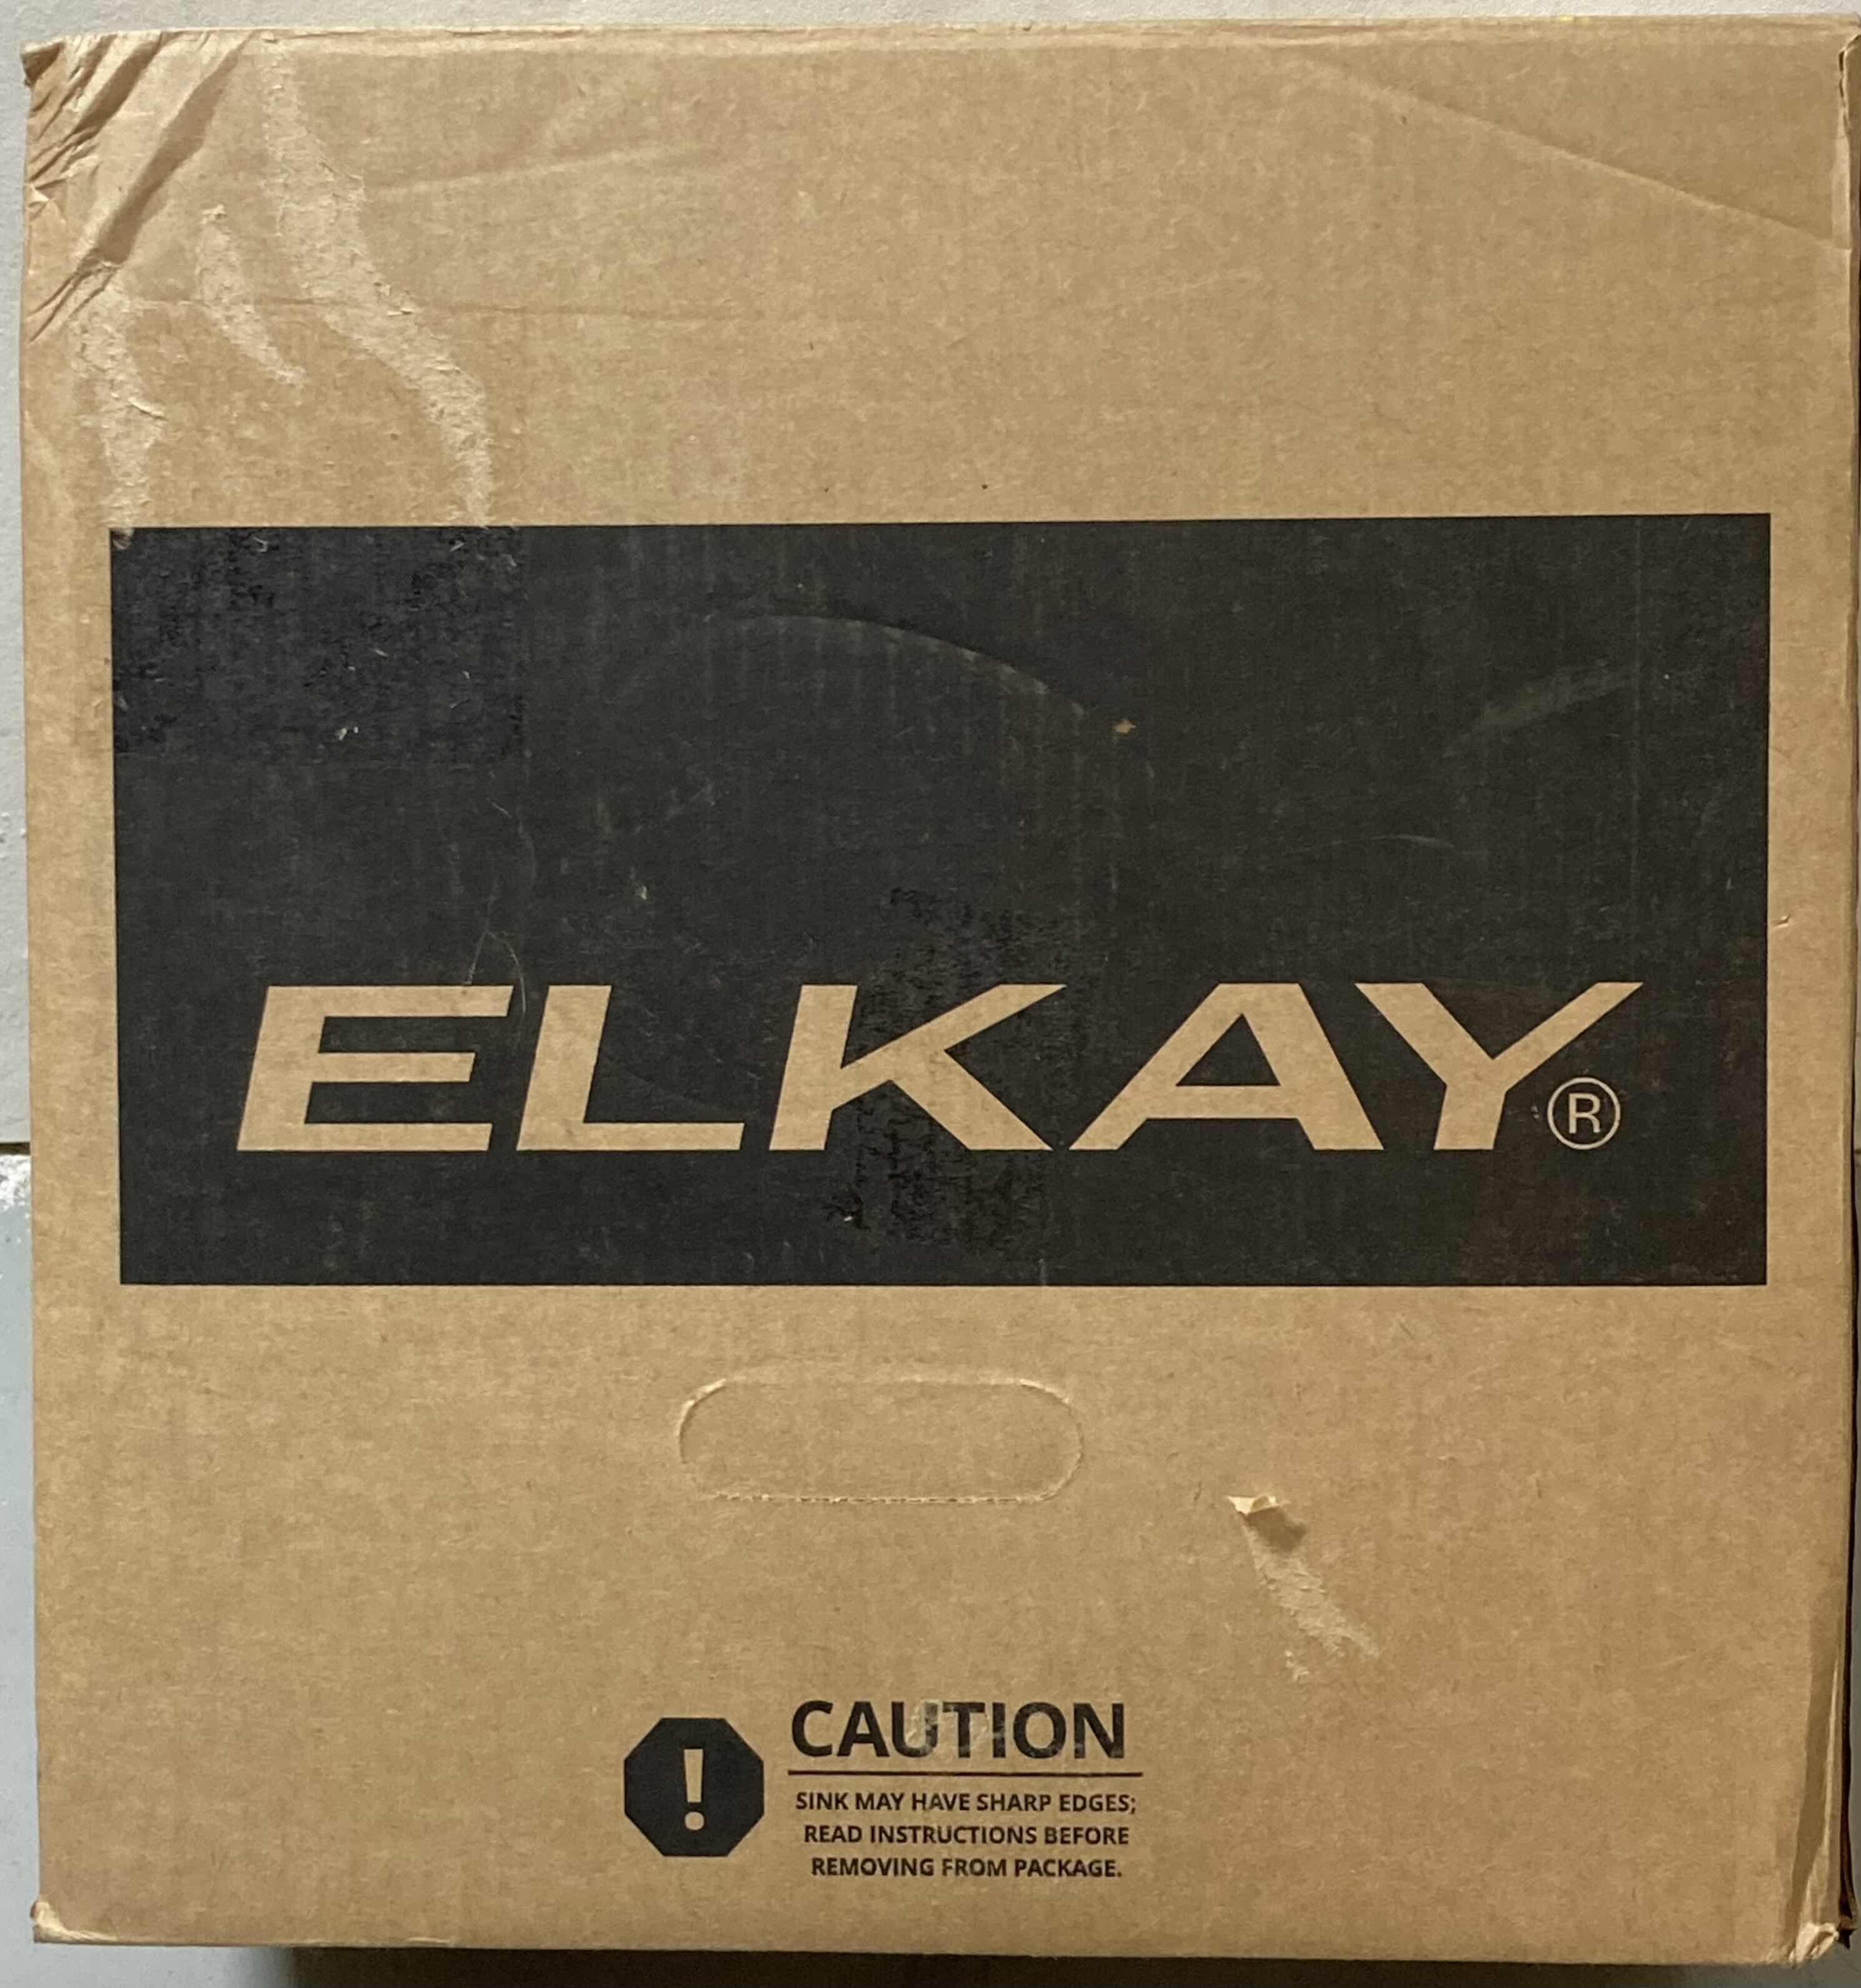 ELKAY®
!
CAUTION
SINK MAY HAVE SHARP EDGES;
READ INSTRUCTIONS BEFORE
REMOVING FROM PACKAGE.